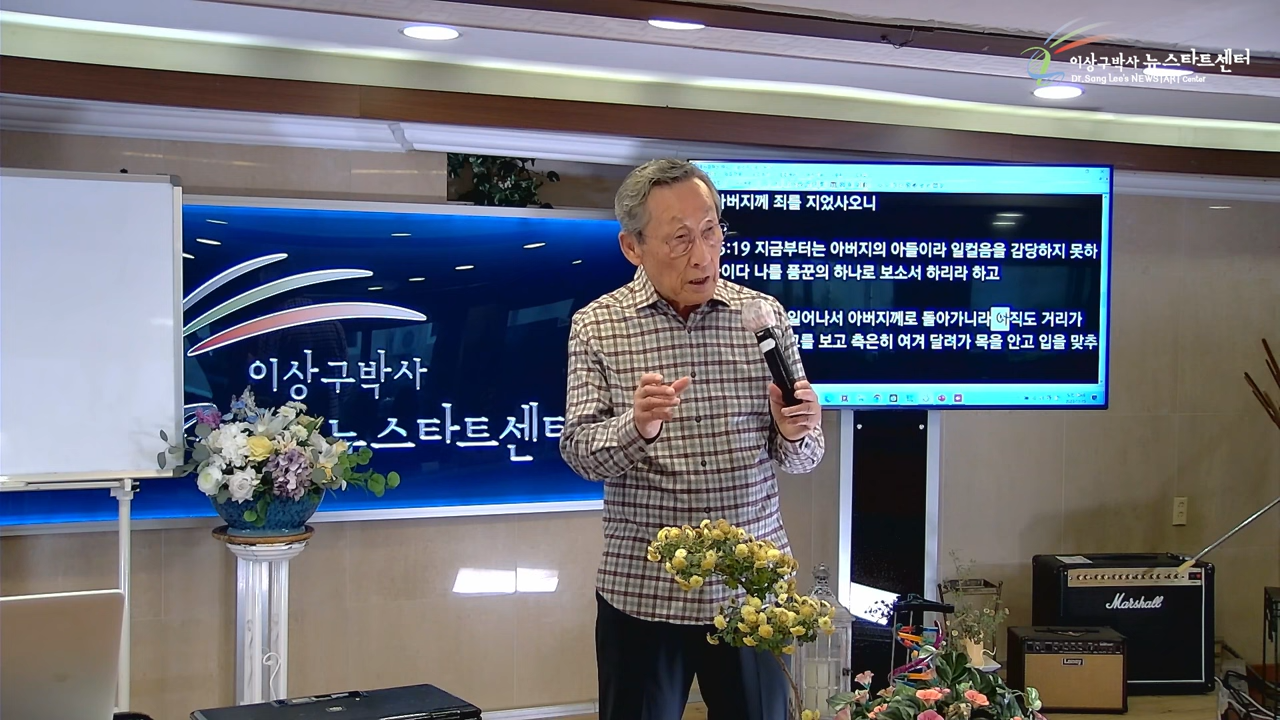 이상구박사 뉴스타트센터
Dr.Sang Lee's NEWSTART Center
아버지께 죄를 지었사오니
5:19 지금부터는 아버지의 아들이라 일컬음을 감당하지 못하
이다 나를 품꾼의 하나로 보소서 하리라 하고
일어나서 아버지께로 돌아가니라 아직도 거리가
그를 보고 측은히 여겨 달려가 목을 안고 입을 맞추
이상구박사
뉴스타트센터
Marshall
Laney